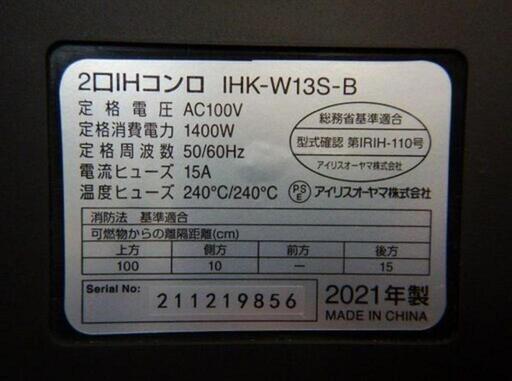 2口IHコンロ IHK-W13S-B
定格電圧 AC100V
定格消費電力 1400W
定格周波数 50/60Hz
電流ヒューズ 15A
温度ヒューズ 240℃/240℃
総務省基準適合
型式確認 第IRIH-110号
アイリスオーヤマ株式会社
PSE アイリスオーヤマ株式会社
消防法 基準適合
可燃物からの離隔距離(cm)
上方 側方 前方 後方
100 10 — 15
Serial No: 211219856
2021年製
MADE IN CHINA